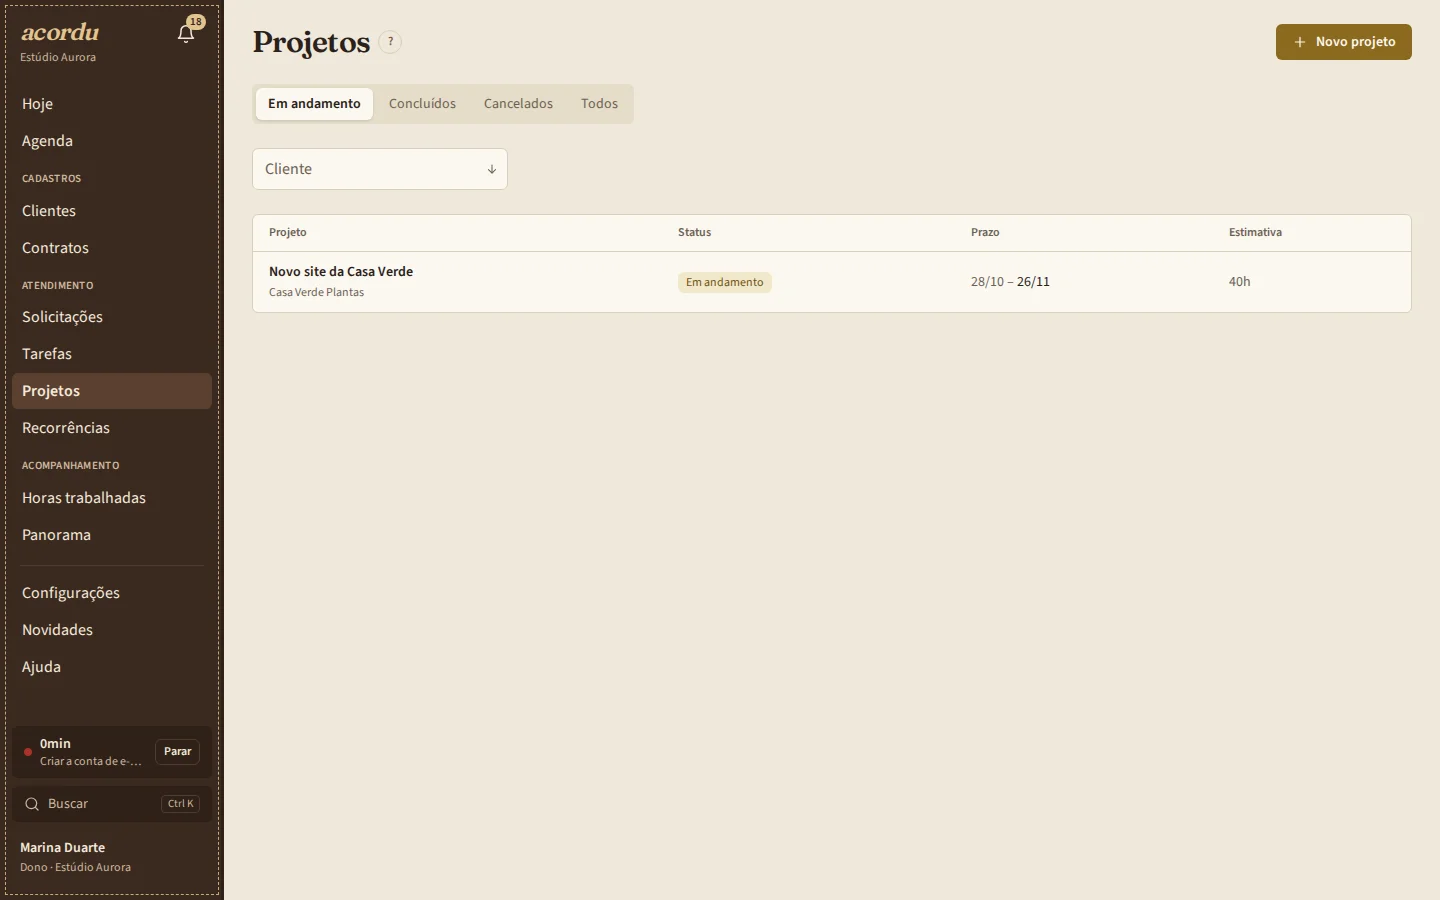 acordu
18
Estúdio Aurora
Hoje
Agenda
CADASTROS
Clientes
Contratos
ATENDIMENTO
Solicitações
Tarefas
Projetos
Recorrências
ACOMPANHAMENTO
Horas trabalhadas
Panorama
Configurações
Novidades
Ajuda
0min
Criar a conta de e-...
Parar
Buscar
Ctrl K
Marina Duarte
Dono · Estúdio Aurora
Projetos ?
+ Novo projeto
Em andamento Concluídos Cancelados Todos
Cliente
Projeto Status Prazo Estimativa
Novo site da Casa Verde
Casa Verde Plantas
Em andamento
28/10 – 26/11
40h